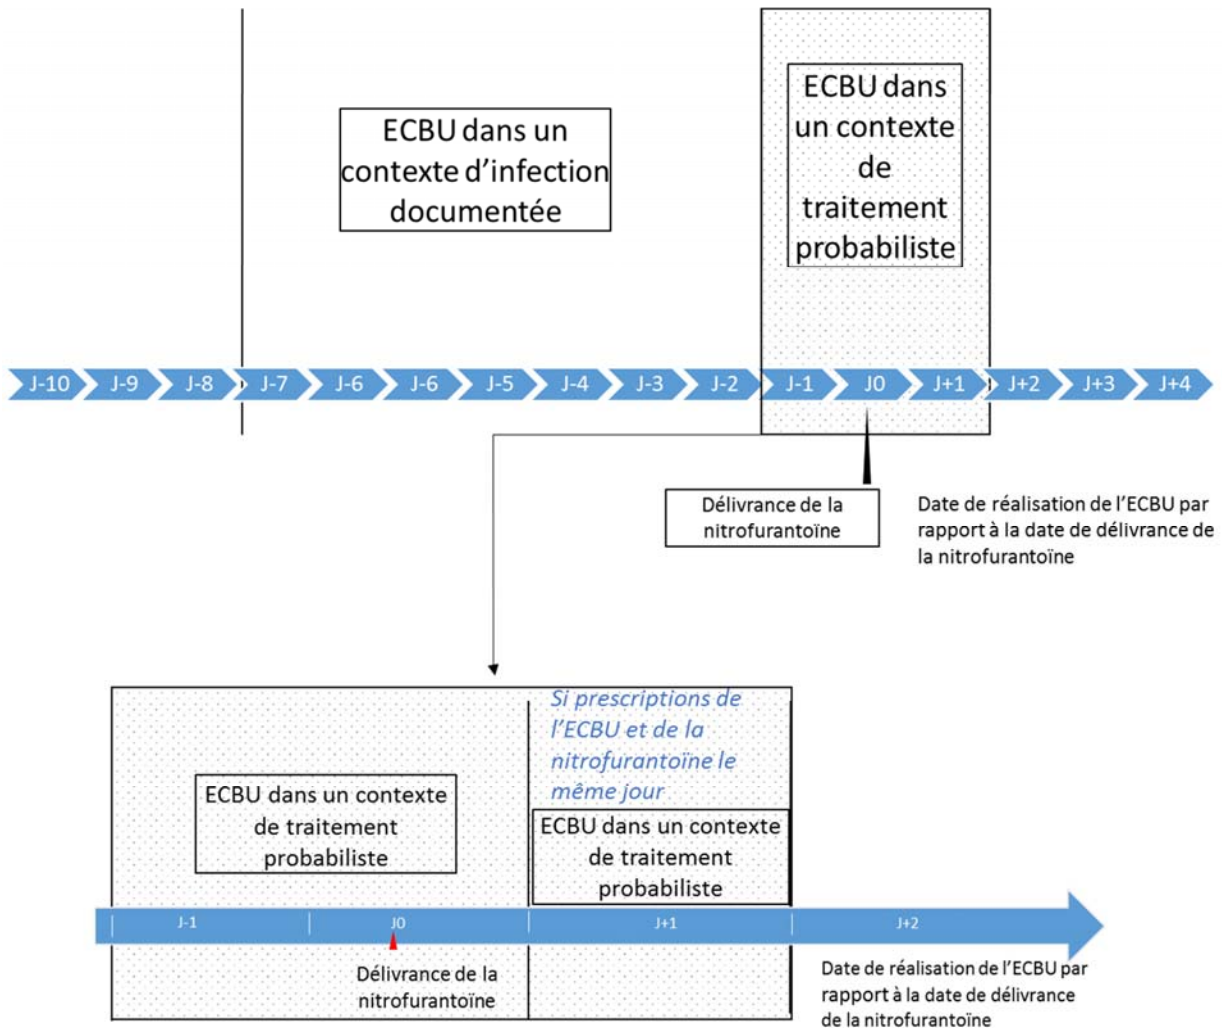 ECBU dans un
contexte d'infection
documentée
ECBU dans
un contexte
de
traitement
probabiliste
J-10 J-9 J-8 J-7 J-6 J-6 J-5 J-4 J-3 J-2 J-1 J0 J+1 J+2 J+3 J+4
Délivrance de la
nitrofurantoïne
Date de réalisation de l'ECBU par
rapport à la date de délivrance de
la nitrofurantoïne
Si prescriptions de
l'ECBU et de la
nitrofurantoïne le
même jour
ECBU dans un contexte
de traitement
probabiliste
ECBU dans un contexte
de traitement
probabiliste
J-1 J0 J+1 J+2
Délivrance de la
nitrofurantoïne
Date de réalisation de l'ECBU par
rapport à la date de délivrance
de la nitrofurantoïne